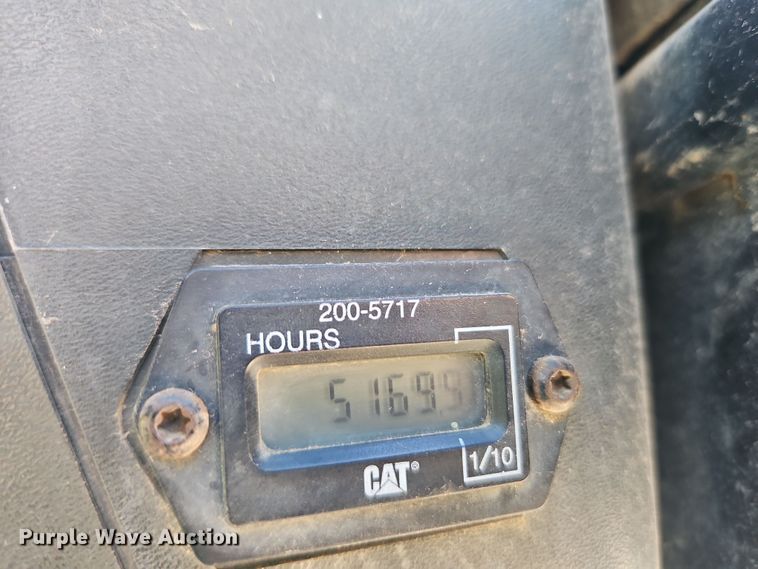 200-5717
HOURS
51695
CAT®
1/10
Purple Wave Auction